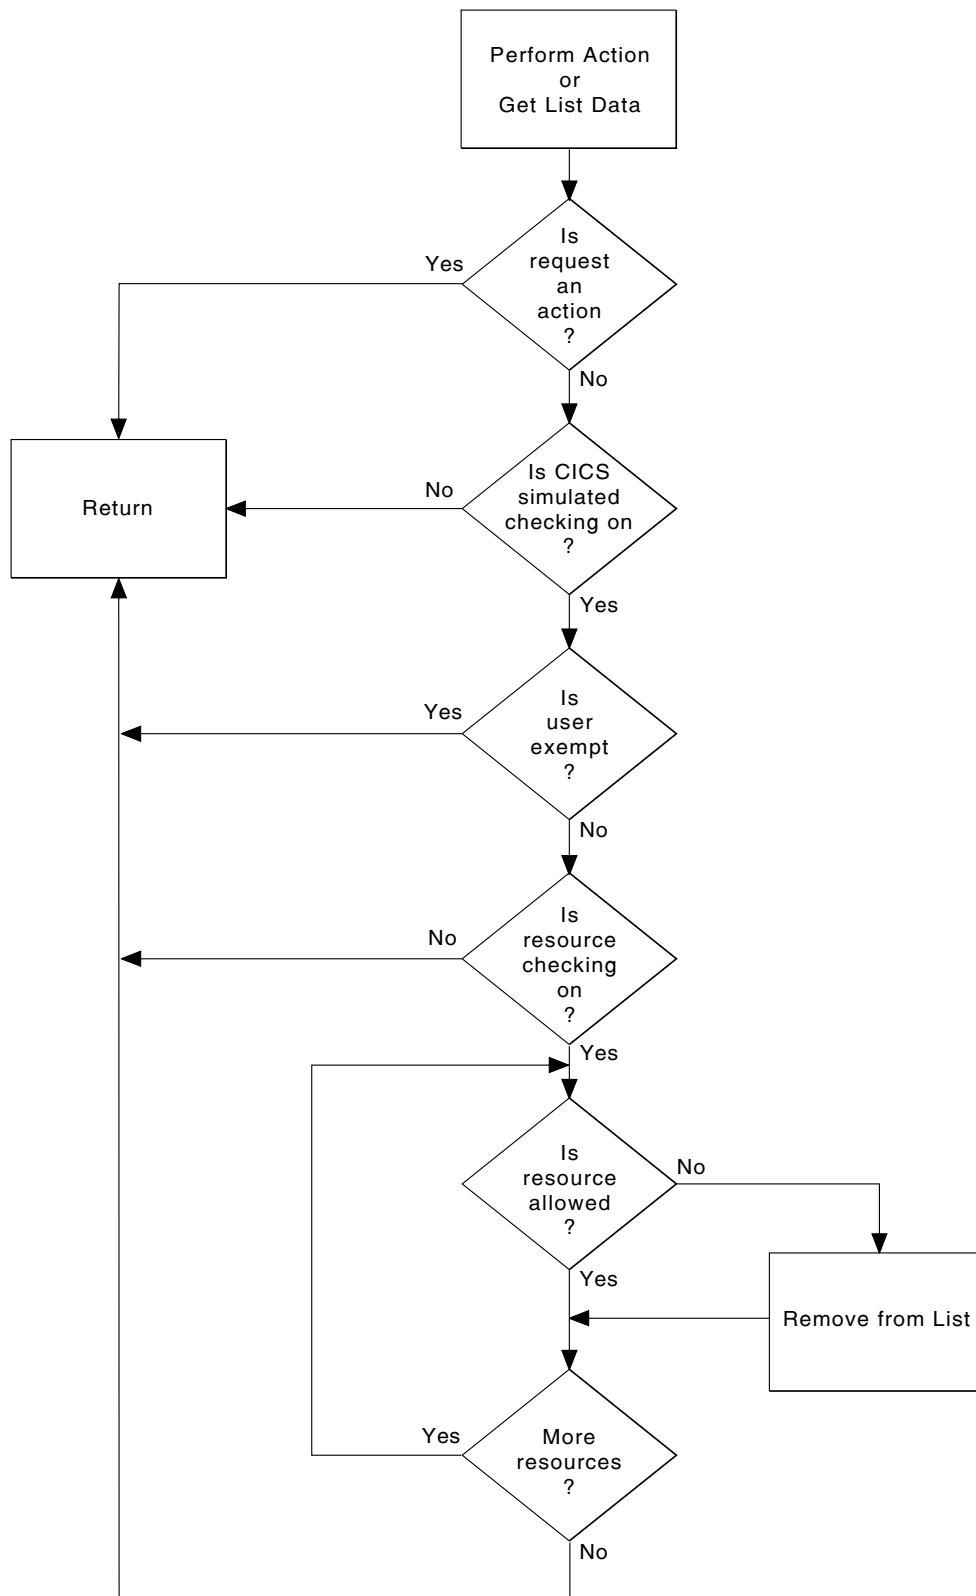 Perform Action
or
Get List Data
Is
request
an
action
?
Yes
No
Is CICS
simulated
checking on
?
No
Return
Yes
Is
user
exempt
?
Yes
No
Is
resource
checking
on
?
No
Yes
Is
resource
allowed
?
No
Yes
Remove from List
More
resources
?
Yes
No